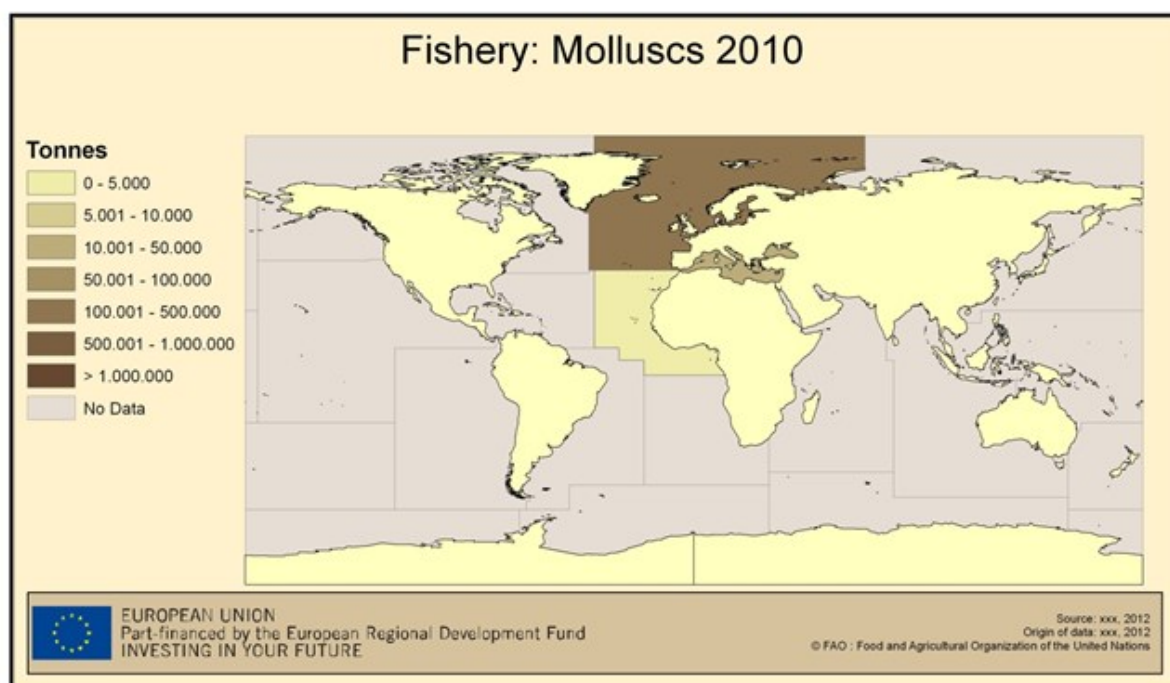 Fishery: Molluscs 2010
Tonnes
0 - 5.000
5.001 - 10.000
10.001 - 50.000
50.001 - 100.000
100.001 - 500.000
500.001 - 1.000.000
> 1.000.000
No Data
EUROPEAN UNION
Part-financed by the European Regional Development Fund
INVESTING IN YOUR FUTURE
Source: xxx, 2012
Origin of data: xxx, 2012
© FAO : Food and Agricultural Organization of the United Nations